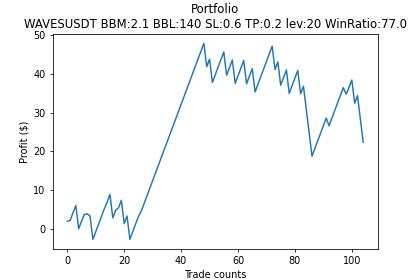 Portfolio
WAVESUSDT BBM:2.1 BBL:140 SL:0.6 TP:0.2 lev:20 WinRatio:77.0
50
40
30
20
10
0
Profit ($)
0 20 40 60 80 100
Trade counts